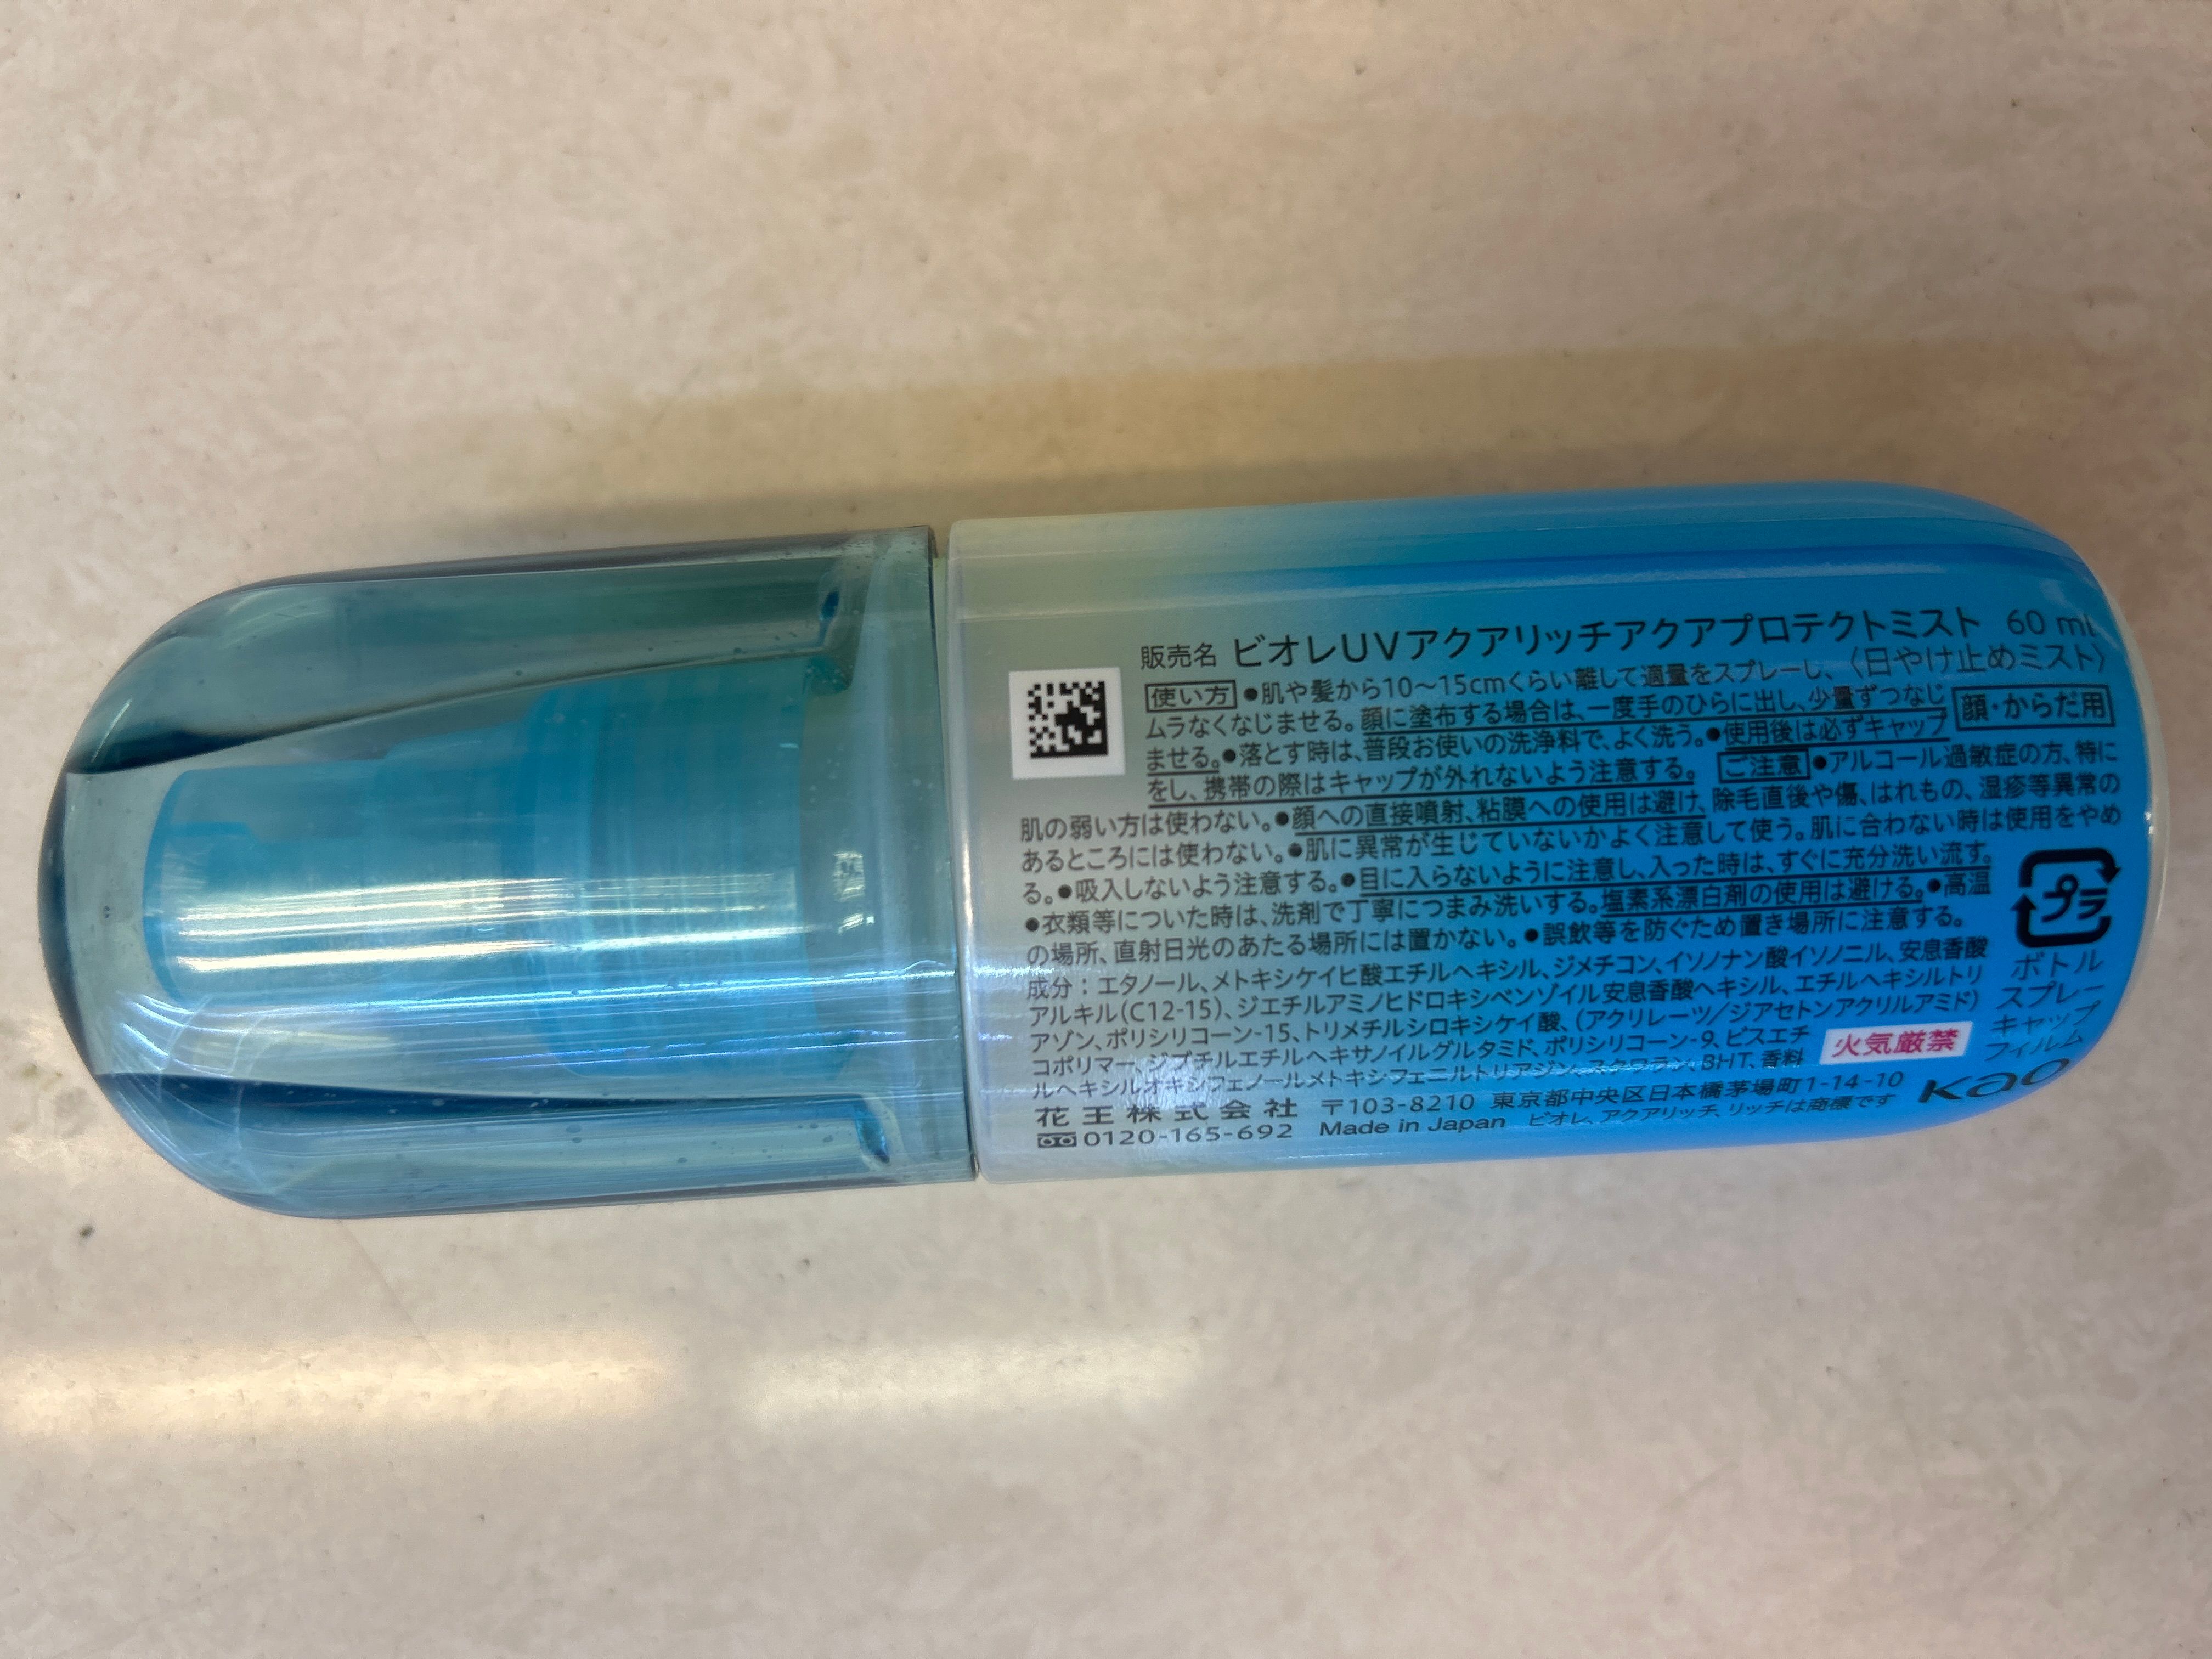 販売名 ビオレUVアクアリッチアクアプロテクトミスト 60 mL
〈日やけ止めミスト〉
使い方 ●肌や髪から10〜15cmくらい離して適量をスプレーし、
ムラなくなじませる。顔に塗布する場合は、一度手のひらに出し、少量ずつなじ
ませる。●落とす時は、普段お使いの洗浄料で、よく洗う。●使用後は必ずキャップ
顔・からだ用
をし、携帯の際はキャップが外れないよう注意する。 ご注意 ●アルコール過敏症の方、特に
肌の弱い方は使わない。●顔への直接噴射、粘膜への使用は避け、除毛直後や傷、はれもの、湿疹等異常の
あるところには使わない。●肌に異常が生じていないかよく注意して使う。肌に合わない時は使用をやめ
る。●吸入しないよう注意する。●目に入らないように注意し、入った時は、すぐに充分洗い流す。
●衣類等についた時は、洗剤で丁寧につまみ洗いする。塩素系漂白剤の使用は避ける。●高温
の場所、直射日光のあたる場所には置かない。●誤飲等を防ぐため置き場所に注意する。
成分：エタノール、メトキシケイヒ酸エチルヘキシル、ジメチコン、イソノナン酸イソノニル、安息香酸
アルキル(C12-15)、ジエチルアミノヒドロキシベンゾイル安息香酸ヘキシル、エチルヘキシルトリ
アゾン、ポリシリコーン-15、トリメチルシロキシケイ酸、(アクリレーツ/ジアセトンアクリルアミド)
コポリマー、ジブチルエチルヘキサノイルグルタミド、ポリシリコーン-9、ビスエチ
ルヘキシルオキシフェノールメトキシフェニルトリアジン、スクワラン、BHT、香料
火気厳禁
プラ
ボトル
スプレー
キャップ
フィルム
花王株式会社 〒103-8210 東京都中央区日本橋茅場町1-14-10
0120-165-692 Made in Japan ビオレ、アクアリッチ、リッチは商標です
Kao